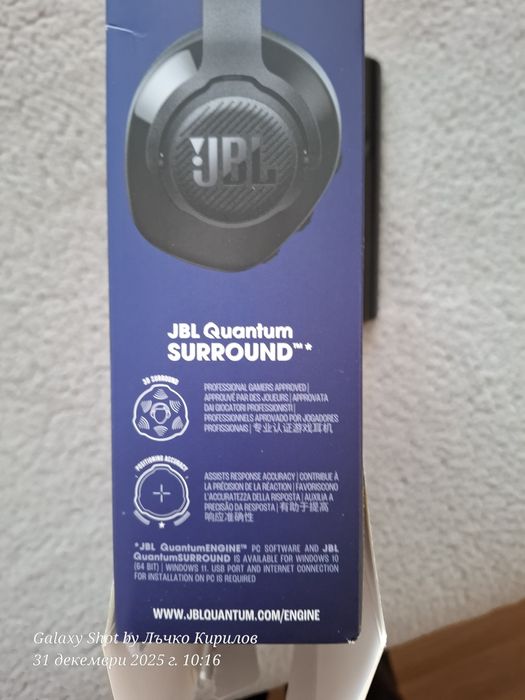 JBL
JBL Quantum
SURROUND™*
3D SURROUND
PROFESSIONAL GAMERS APPROVED |
APPROUVÉ PAR DES JOUEURS | APPROVATA
DAI GIOCATORI PROFESSIONISTI |
PROFESSIONNELS APROVADO POR JOGADORES
PROFISSIONAIS | 专业认证游戏耳机
POSITIONING ACCURACY
ASSISTS RESPONSE ACCURACY | CONTRIBUE À
LA PRÉCISION DE LA RÉACTION | FAVORISCONO
L'ACCURATEZZA DELLA RISPOSTA | AUXILIA A
PRECISÃO DA RESPOSTA | 有助于提高
响应准确性
*JBL QuantumENGINE™ PC SOFTWARE AND JBL
QuantumSURROUND IS AVAILABLE FOR WINDOWS 10
(64 BIT) | WINDOWS 11. USB PORT AND INTERNET CONNECTION
FOR INSTALLATION ON PC IS REQUIRED
WWW.JBLQUANTUM.COM/ENGINE
Galaxy Shot by Лъчко Кирилов
31 декември 2025 г. 10:16